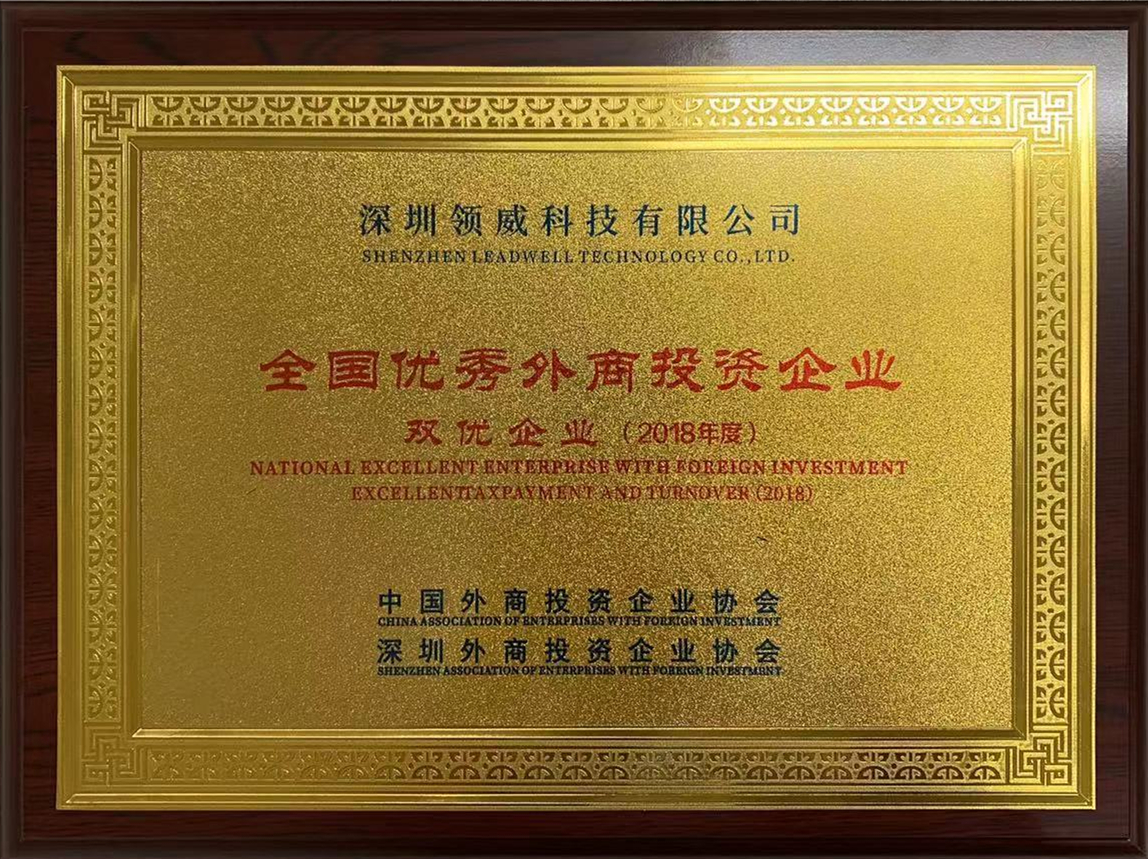 深圳领威科技有限公司
SHENZHEN LEADWELL TECHNOLOGY CO.,LTD.
全国优秀外商投资企业
双优企业（2018年度）
NATIONAL EXCELLENT ENTERPRISE WITH FOREIGN INVESTMENT
EXCELLENTTAXPAYMENT AND TURNOVER (2018)
中国外商投资企业协会
CHINA ASSOCIATION OF ENTERPRISES WITH FOREIGN INVESTMENT
深圳外商投资企业协会
SHENZHEN ASSOCIATION OF ENTERPRISES WITH FOREIGN INVESTMENT